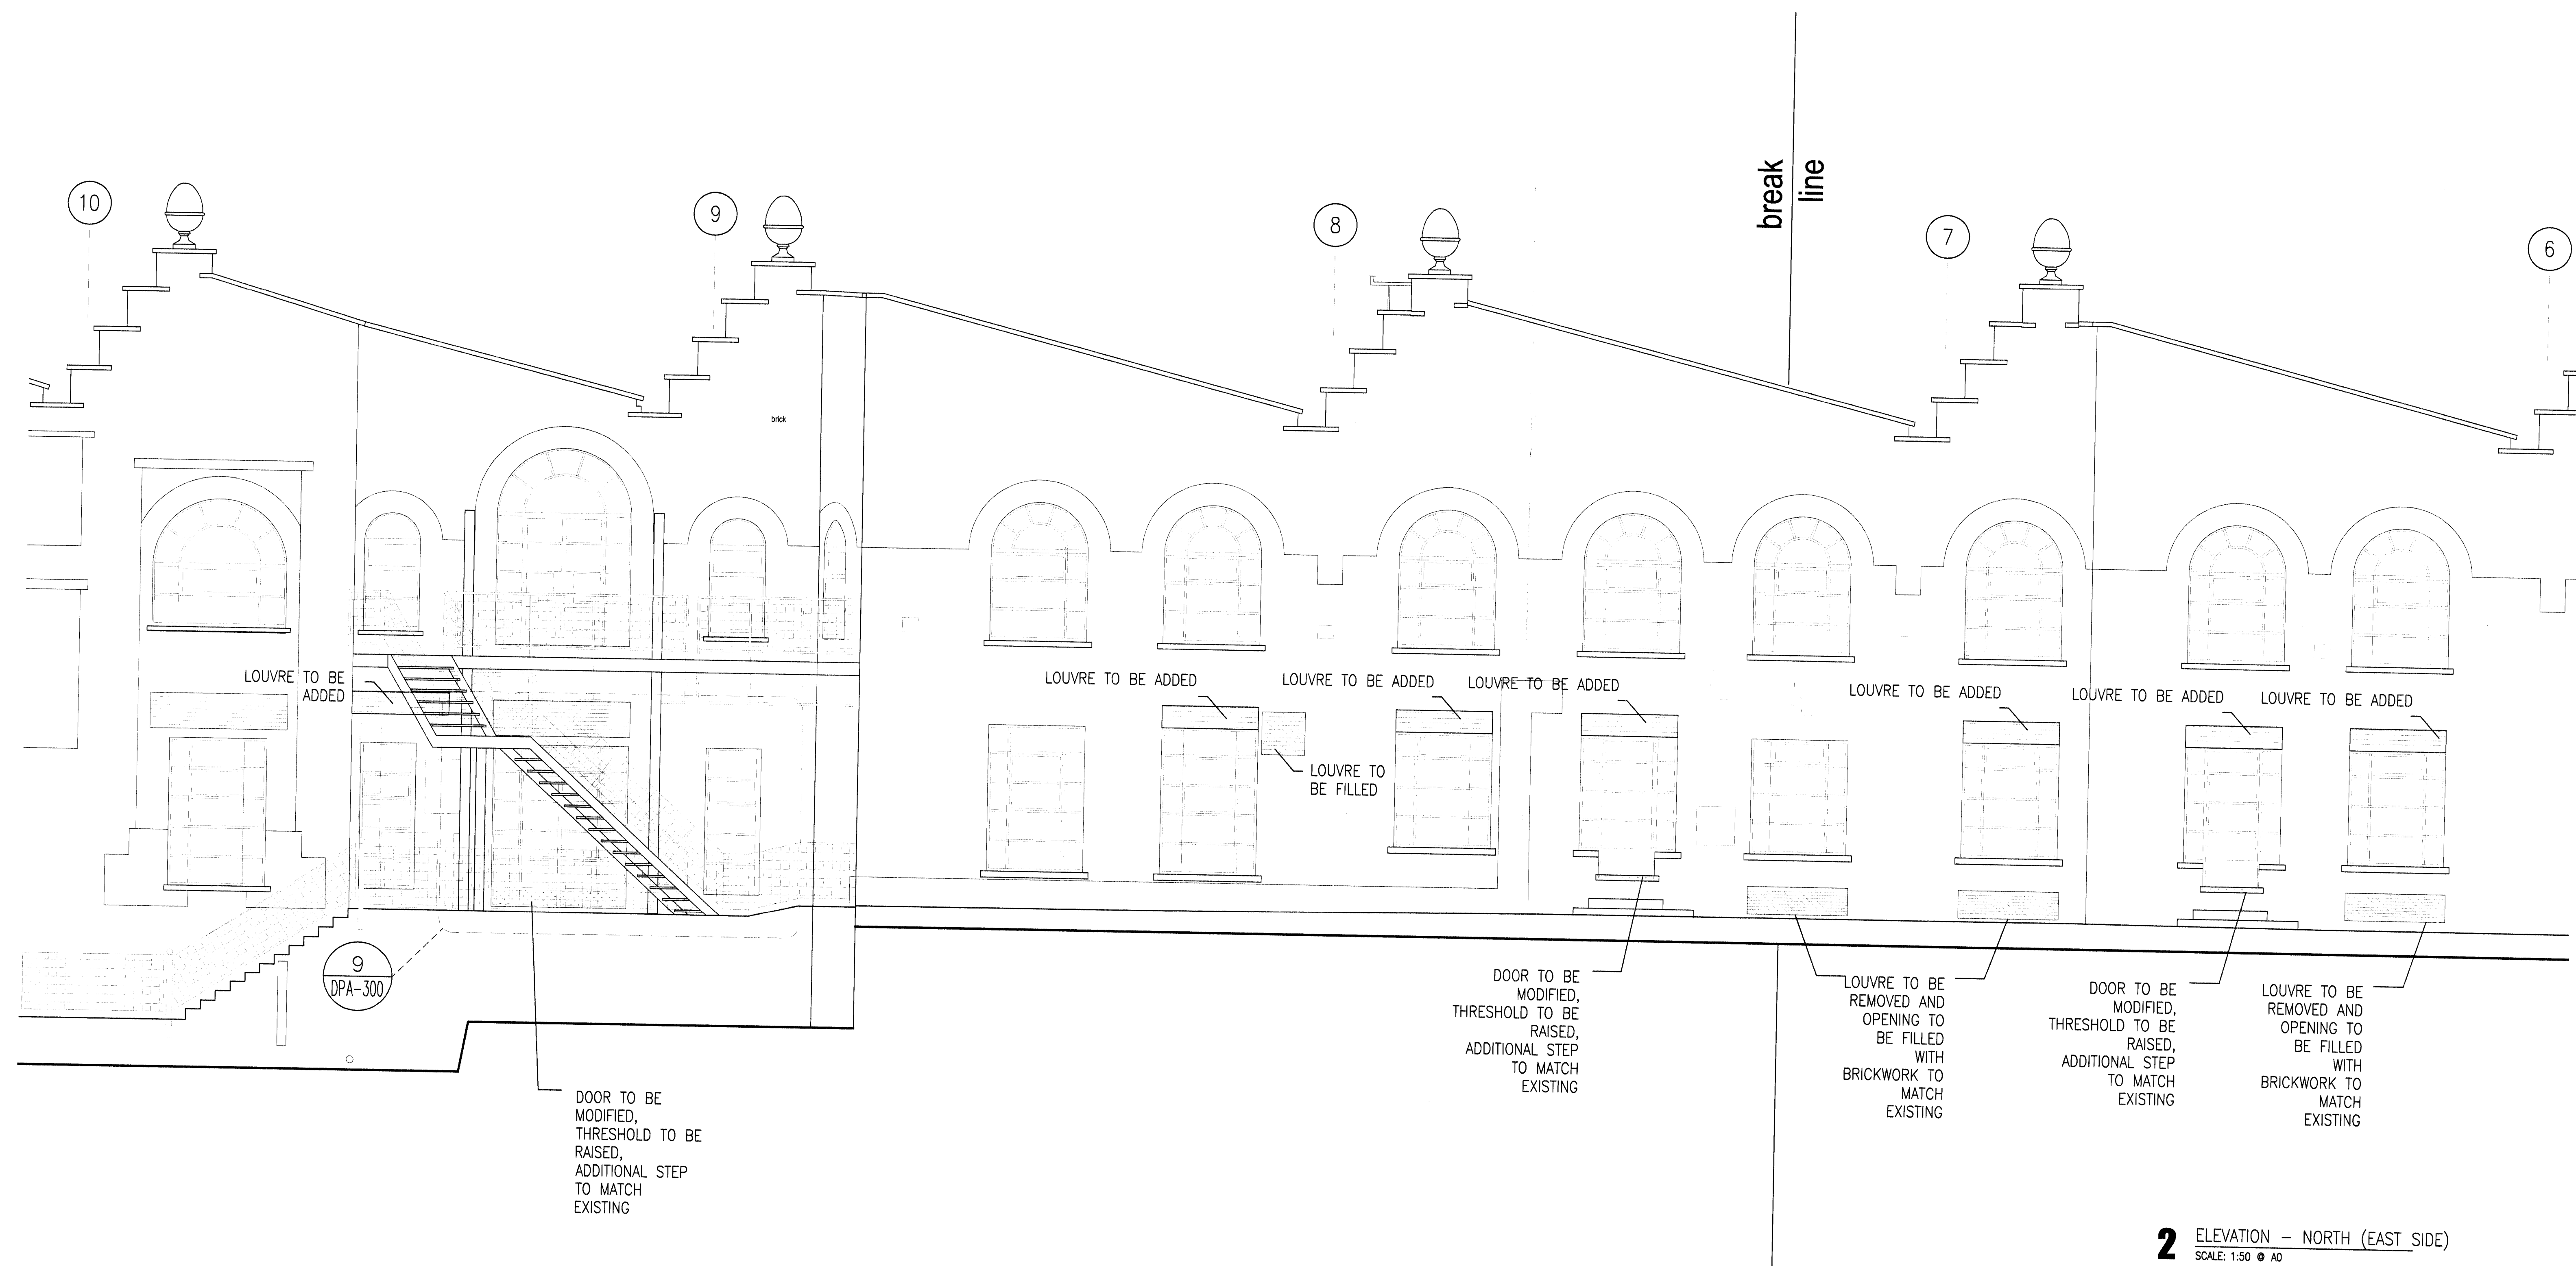 break
line
10
9
8
7
6
brick
LOUVRE TO BE
ADDED
LOUVRE TO BE ADDED
LOUVRE TO BE ADDED
LOUVRE TO BE ADDED
LOUVRE TO BE ADDED
LOUVRE TO BE ADDED
LOUVRE TO BE ADDED
LOUVRE TO
BE FILLED
9
DPA-300
DOOR TO BE
MODIFIED,
THRESHOLD TO BE
RAISED,
ADDITIONAL STEP
TO MATCH
EXISTING
DOOR TO BE
MODIFIED,
THRESHOLD TO BE
RAISED,
ADDITIONAL STEP
TO MATCH
EXISTING
LOUVRE TO BE
REMOVED AND
OPENING TO
BE FILLED
WITH
BRICKWORK TO
MATCH
EXISTING
DOOR TO BE
MODIFIED,
THRESHOLD TO BE
RAISED,
ADDITIONAL STEP
TO MATCH
EXISTING
LOUVRE TO BE
REMOVED AND
OPENING TO
BE FILLED
WITH
BRICKWORK TO
MATCH
EXISTING
2 ELEVATION – NORTH (EAST SIDE)
SCALE: 1:50 @ A0